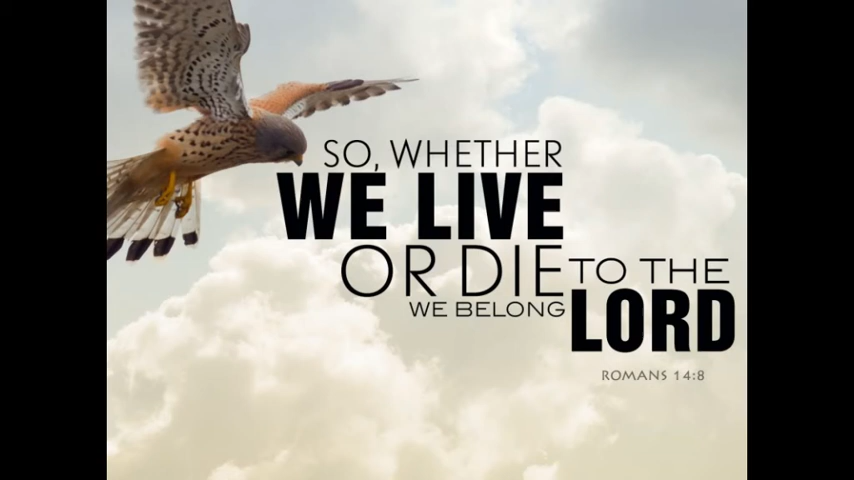 SO, WHETHER
WE LIVE
OR DIE
WE BELONG
TO THE
LORD
ROMANS 14:8